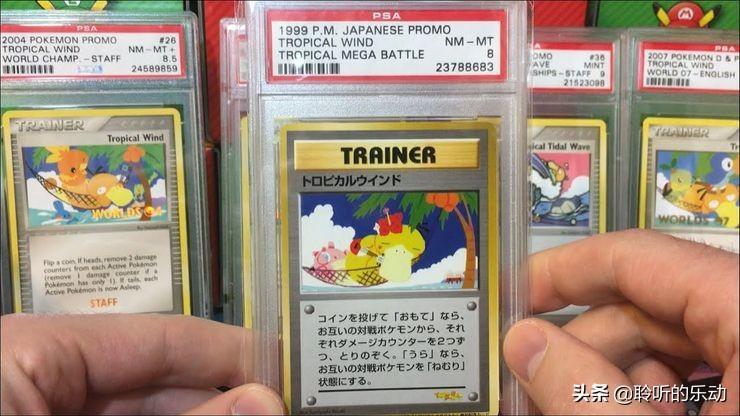 PSA
2004 POKEMON PROMO #26
TROPICAL WIND NM-MT+
WORLD CHAMP.-STAFF 8.5
24589859
TRAINER
Tropical Wind
WORLDS 04
Flip a coin. If heads, remove 2 damage
counters from each Active Pokémon
(remove 1 damage counter if a
Pokémon has only 1). If tails, each
Active Pokémon is now Asleep.
STAFF
PSA
1999 P.M. JAPANESE PROMO
TROPICAL WIND NM-MT
TROPICAL MEGA BATTLE 8
23788683
TRAINER
トロピカルウインド
コインを投げて「おもて」なら、
お互いの対戦ポケモンから、それ
ぞれダメージカウンターを2つず
つ、とりのぞく。「うら」なら、
お互いの対戦ポケモンを「ねむり」
状態にする。
OMO #36
AVE MINT
SHIPS-STAFF 9
21523098
ical Tidal Wave
PSA
2007 POKEMON D & P
TROPICAL WIND
WORLD 07-ENGLISH
TRAINER
WORLDS 07
头条 @聆听的乐动